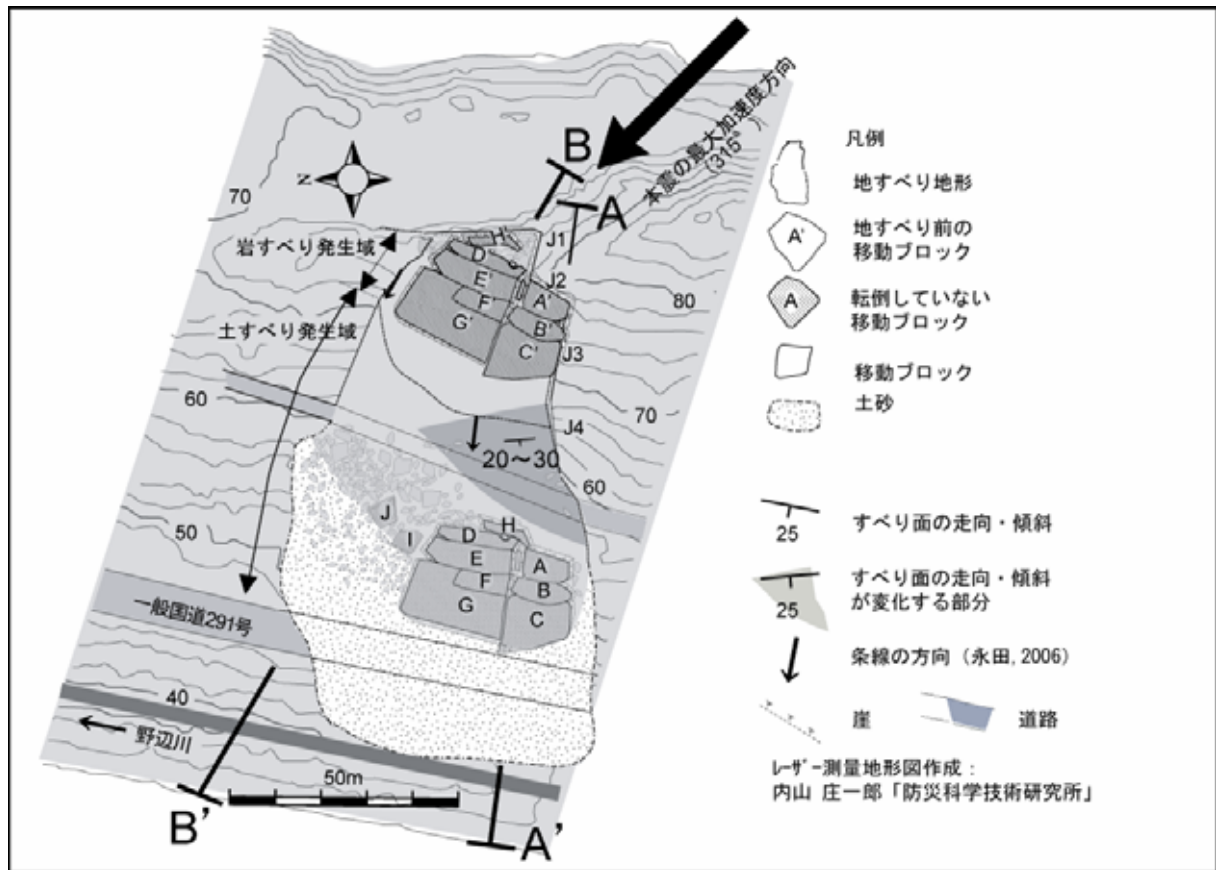 B
本震の最大加速度方向
(315°)
N
A
70
岩すべり発生域
土すべり発生域
H'
J1
D'
E'
F'
G'
J2
A'
B'
C'
J3
80
70
60
J4
20～30
60
50
J
I
H
D
E
F
G
A
B
C
一般国道291号
40
野辺川
50m
B'
A'
凡例
地すべり地形
A'
地すべり前の
移動ブロック
A
転倒していない
移動ブロック
移動ブロック
土砂
25
すべり面の走向・傾斜
25
すべり面の走向・傾斜
が変化する部分
条線の方向（永田,2006）
崖
道路
ﾚｰｻﾞｰ測量地形図作成：
内山 庄一郎「防災科学技術研究所」